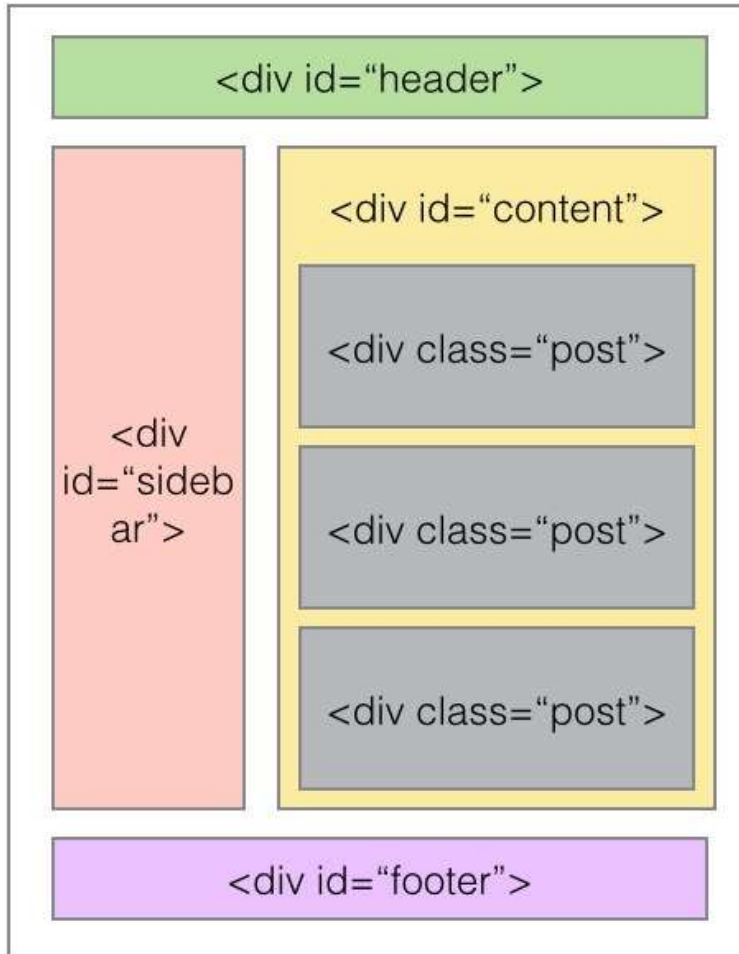 <div id=“header”>
<div
id=“sideb
ar”>
<div id=“content”>
<div class=“post”>
<div class=“post”>
<div class=“post”>
<div id=“footer”>